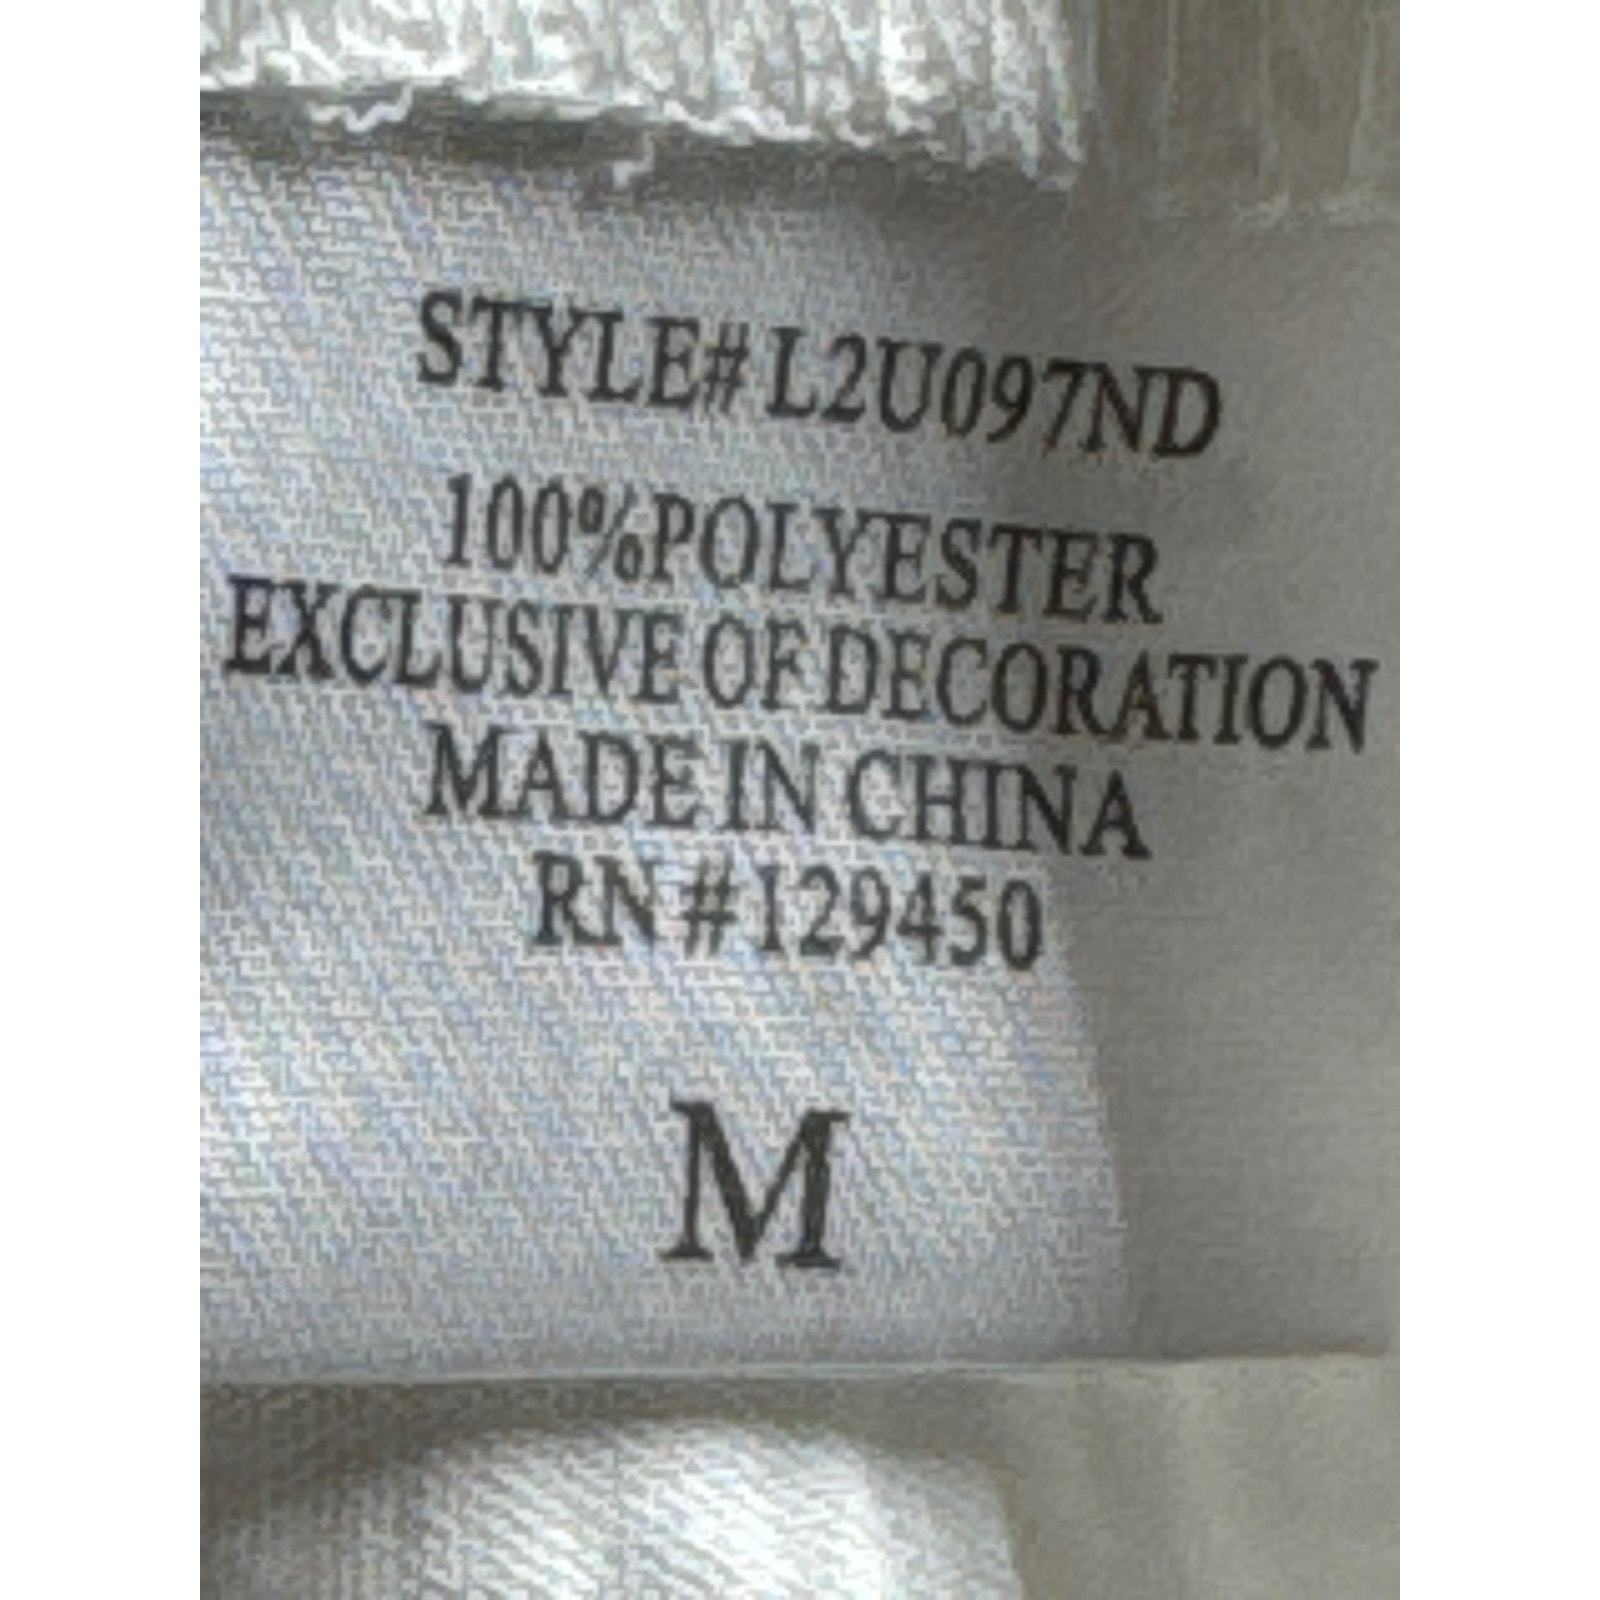 STYLE# L2U097ND
100%POLYESTER
EXCLUSIVE OF DECORATION
MADE IN CHINA
RN#129450
M